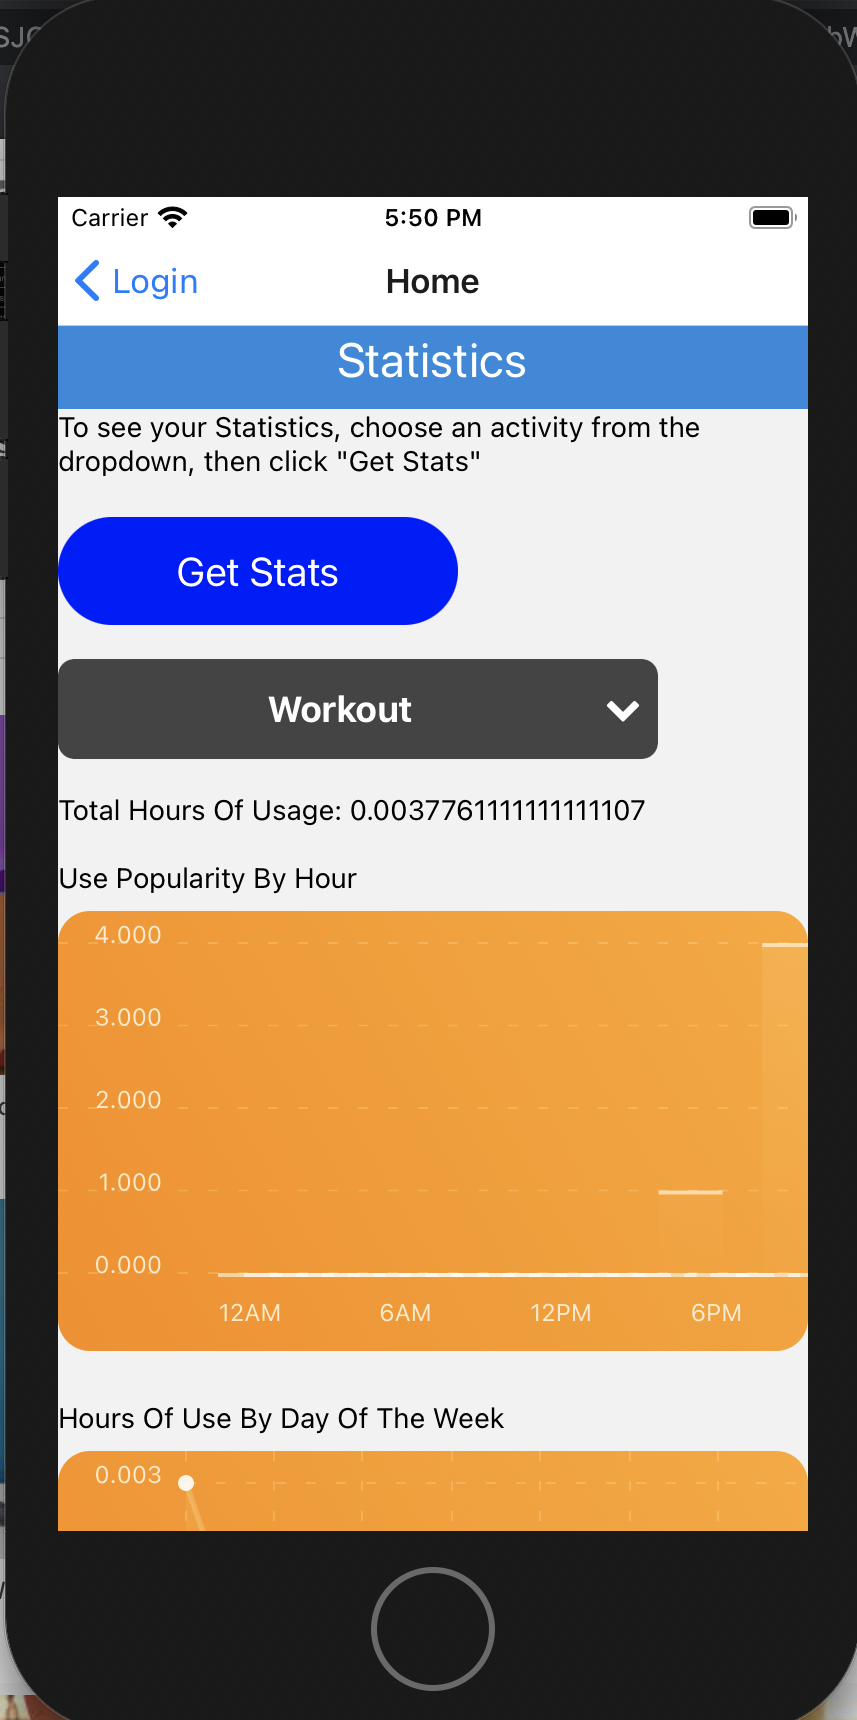 Carrier 5:50 PM
Login Home
Statistics
To see your Statistics, choose an activity from the
dropdown, then click "Get Stats"
Get Stats
Workout
Total Hours Of Usage: 0.0037761111111111107
Use Popularity By Hour
4.000
3.000
2.000
1.000
0.000
12AM 6AM 12PM 6PM
Hours Of Use By Day Of The Week
0.003